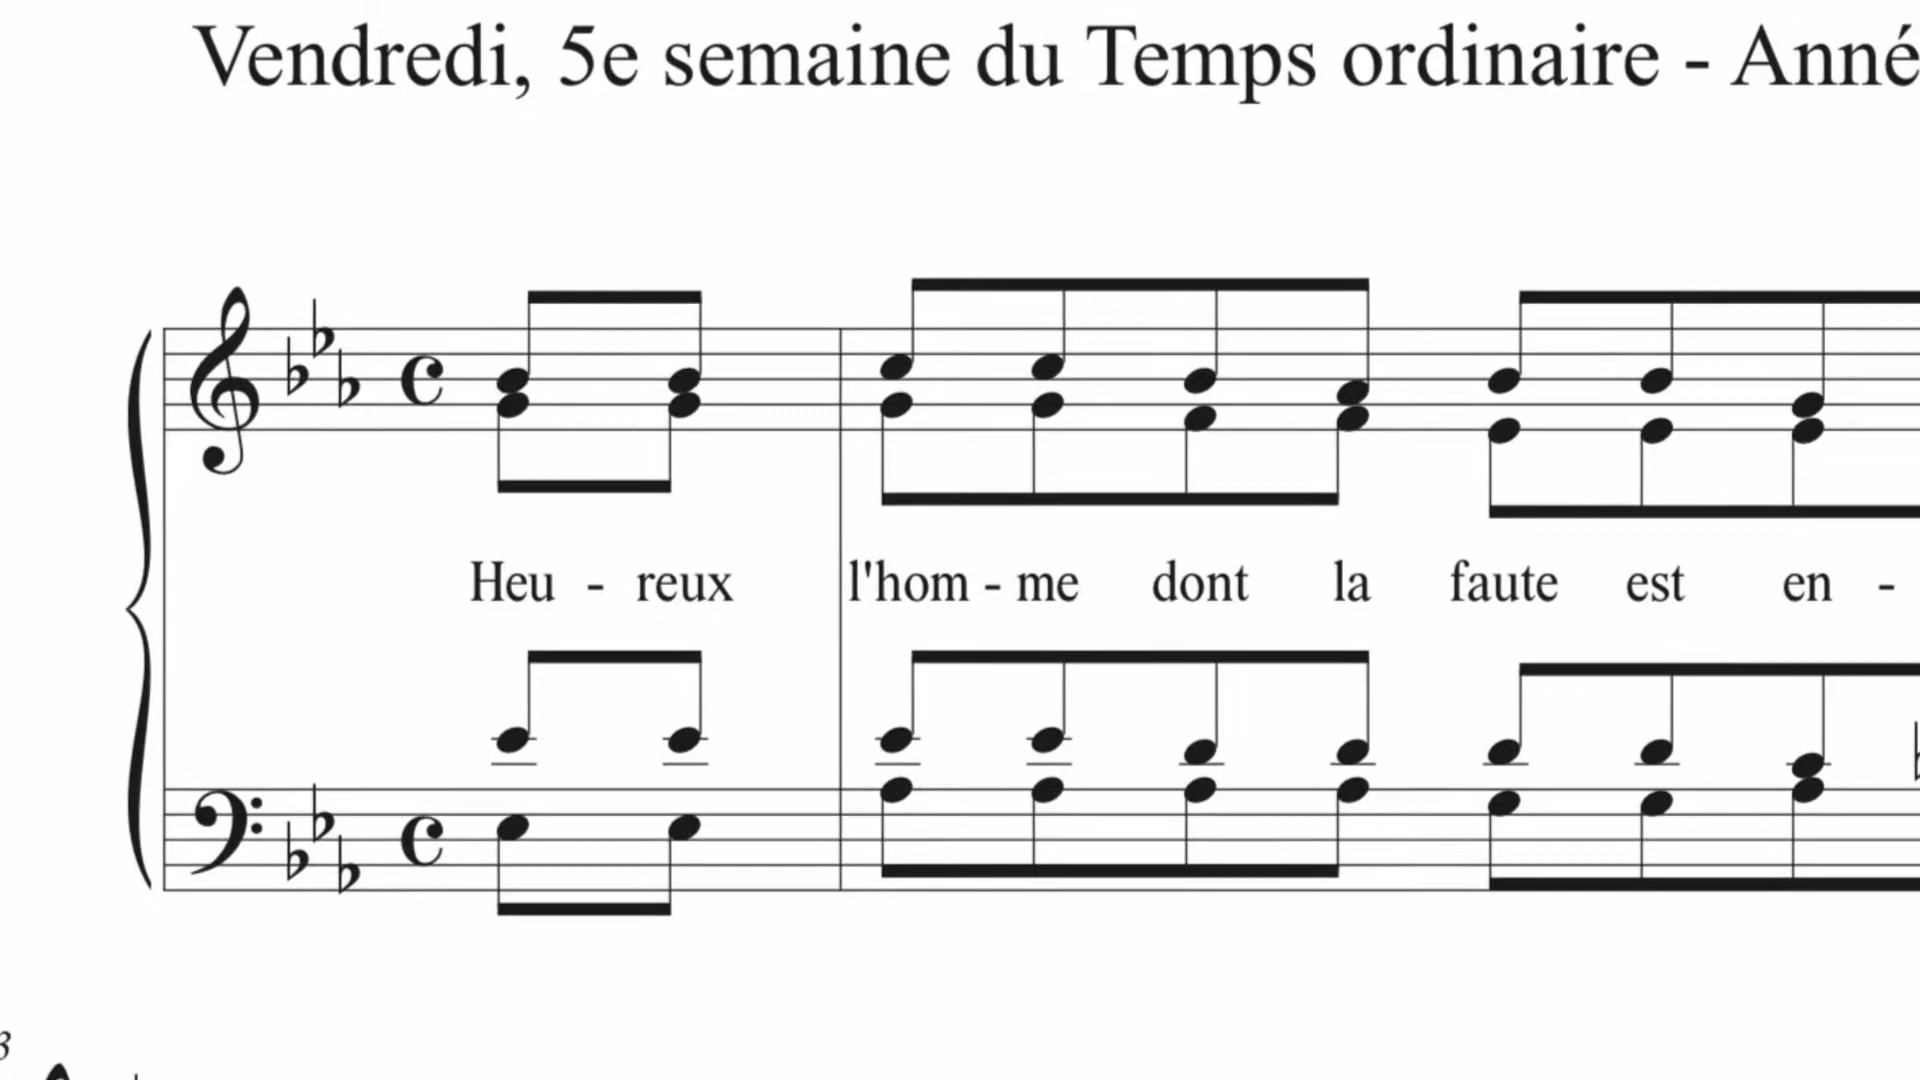 Vendredi, 5e semaine du Temps ordinaire - Anné
Heu - reux l'hom - me dont la faute est en -
3